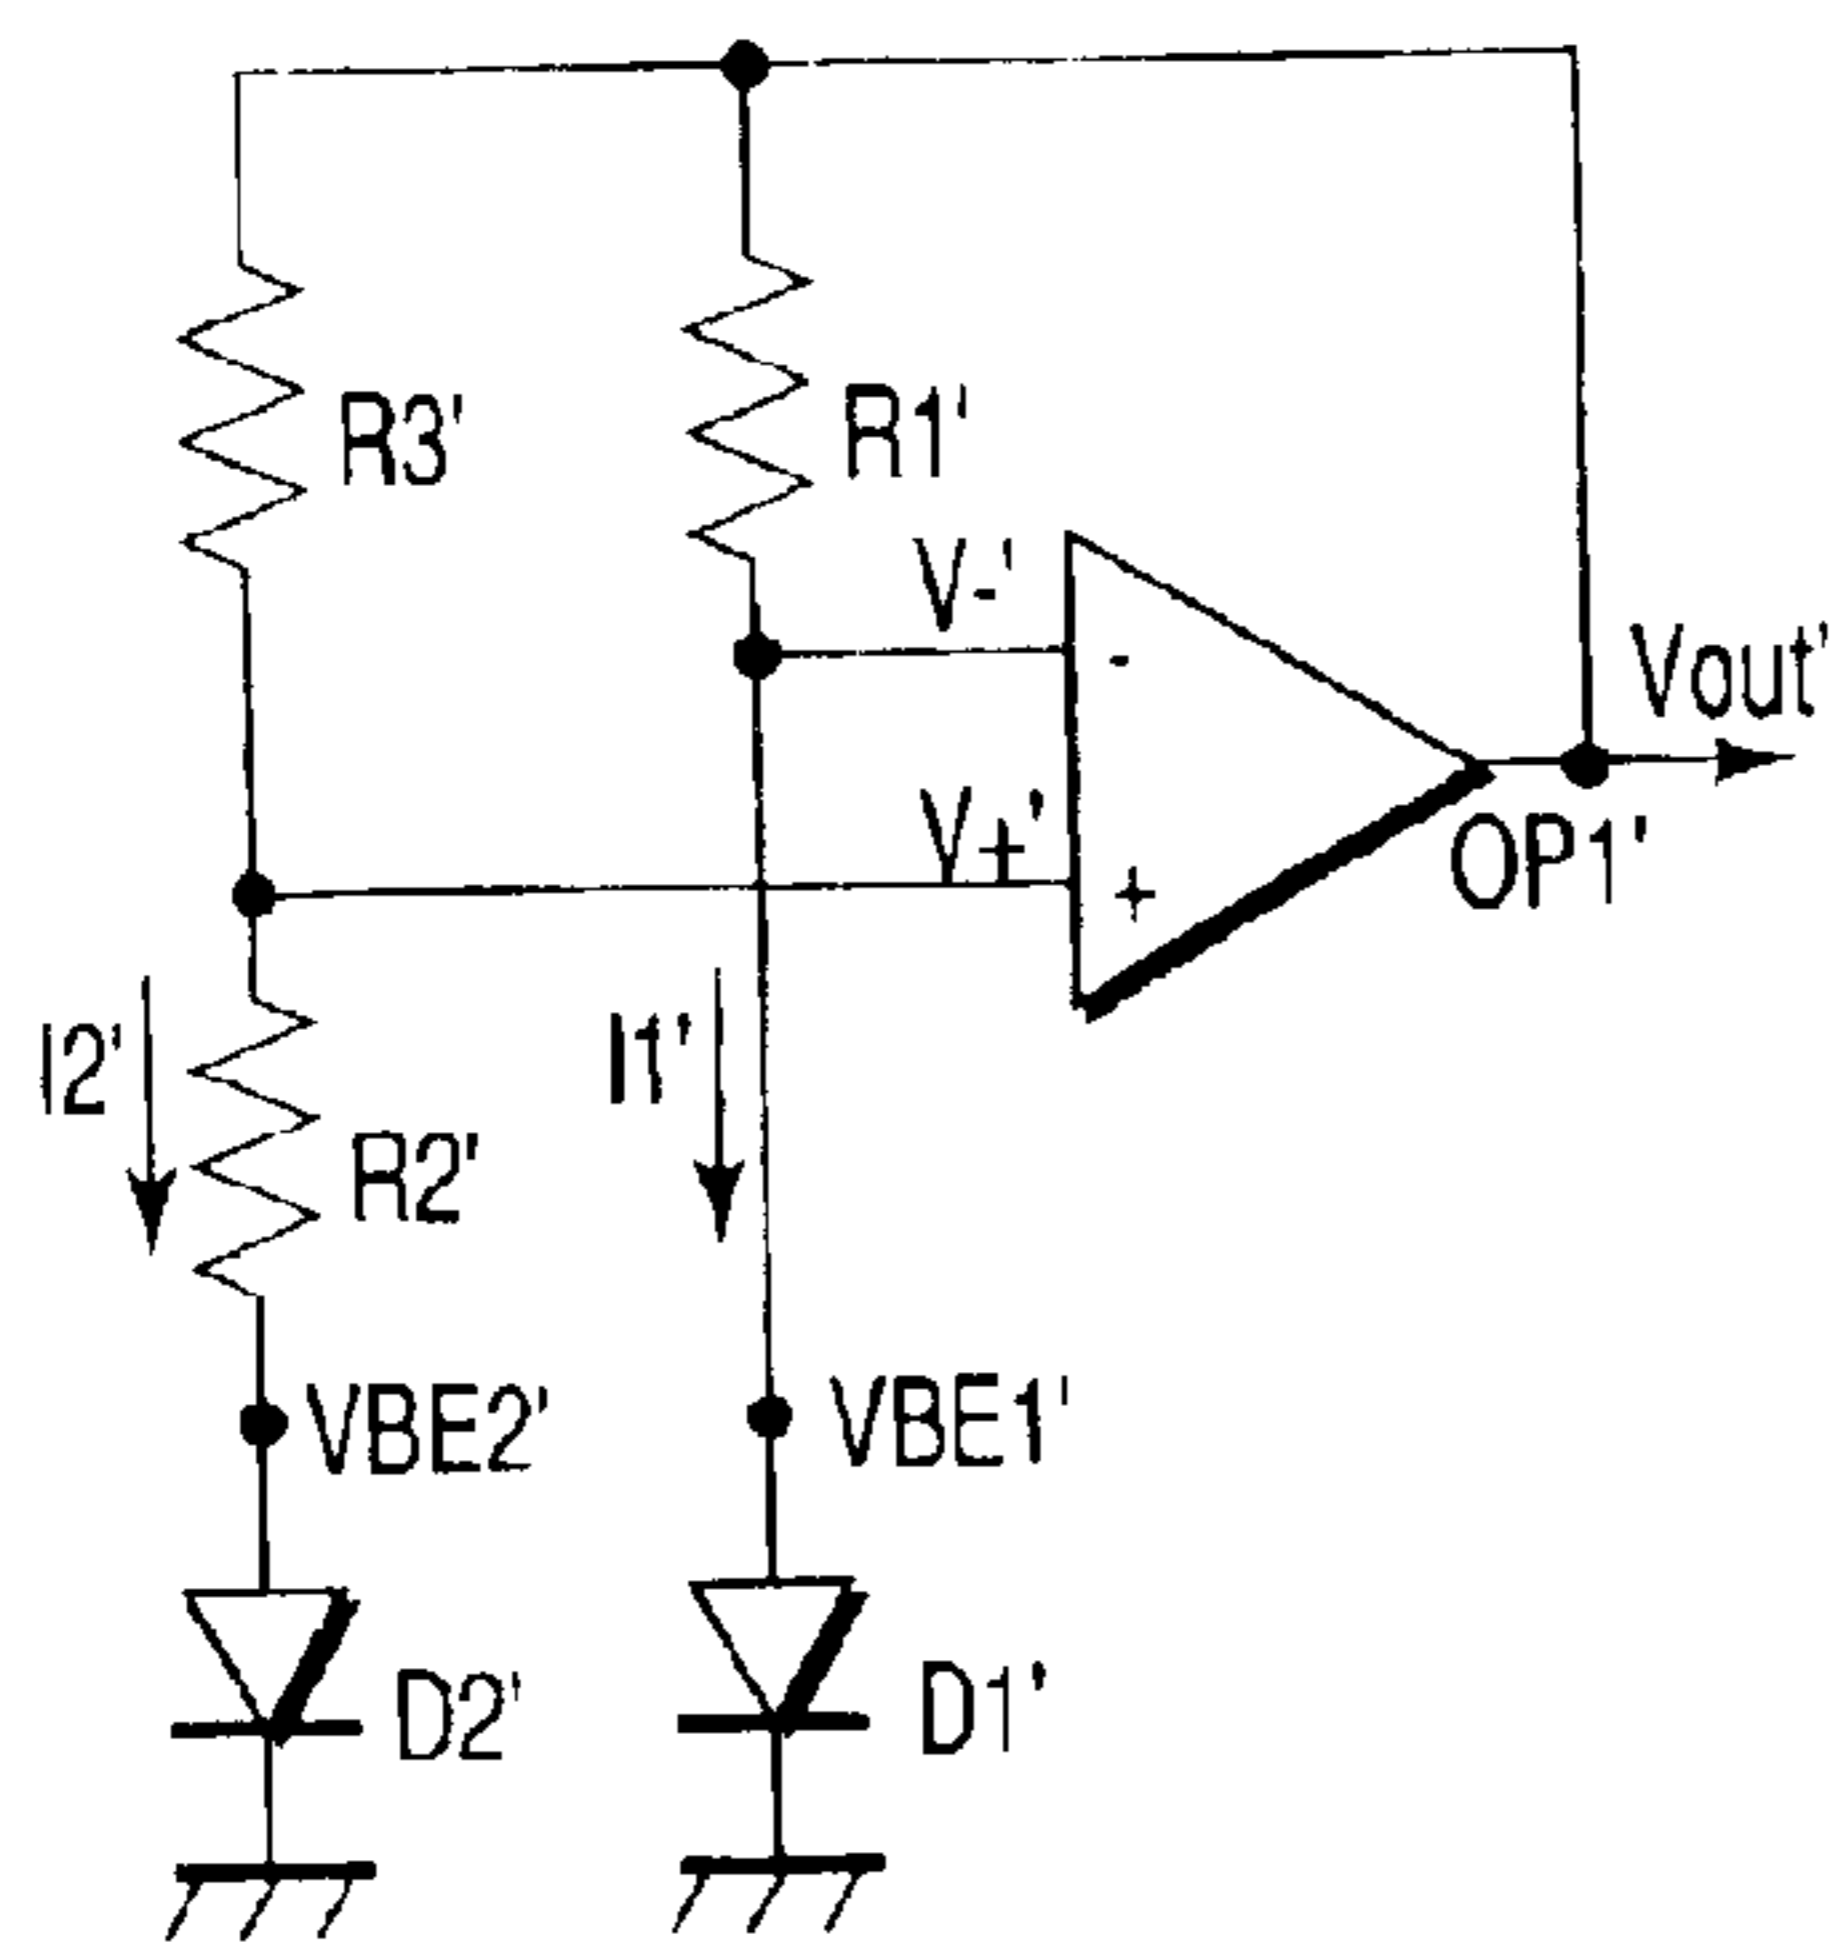 R3'
R1'
V-'
-
Vout'
V+'
+
OP1'
I2'
I1'
R2'
VBE2'
VBE1'
D2'
D1'